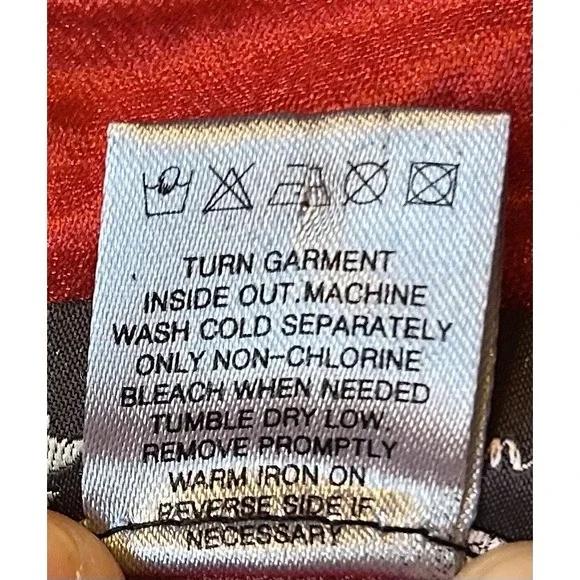 TURN GARMENT
INSIDE OUT.MACHINE
WASH COLD SEPARATELY
ONLY NON-CHLORINE
BLEACH WHEN NEEDED
TUMBLE DRY LOW.
REMOVE PROMPTLY
WARM IRON ON
REVERSE SIDE IF
NECESSARY